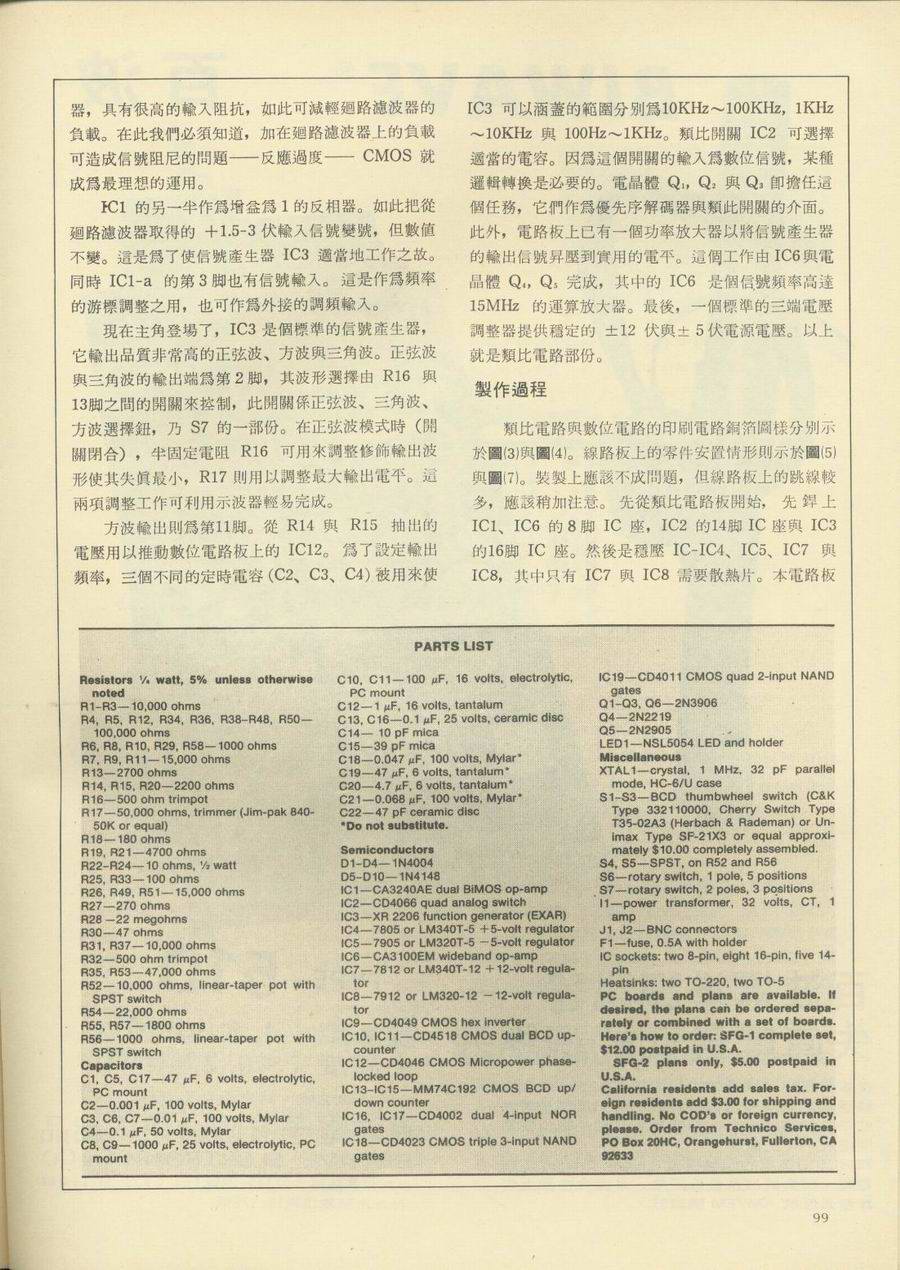 器，具有很高的輸入阻抗，如此可減輕廻路濾波器的
負載。在此我們必須知道，加在廻路濾波器上的負載
可造成信號阻尼的問題——反應過度—— CMOS 就
成爲最理想的運用。
IC1 的另一半作爲增益爲 1 的反相器。如此把從
廻路濾波器取得的 +1.5-3 伏輸入信號變號，但數値
不變。這是爲了使信號產生器 IC3 適當地工作之故。
同時 IC1-a 的第 3 脚也有信號輸入。 這是作爲頻率
的游標調整之用，也可作爲外接的調頻輸入。
現在主角登場了，IC3 是個標準的信號產生器，
它輸出品質非常高的正弦波、方波與三角波。正弦波
與三角波的輸出端爲第 2 脚，其波形選擇由 R16 與
13脚之間的開關來控制，此開關係正弦波、三角波、
方波選擇鈕，乃 S7 的一部份。在正弦波模式時（開
關閉合），半固定電阻 R16 可用來調整修飾輸出波
形使其失眞最小，R17 則用以調整最大輸出電平。這
兩項調整工作可利用示波器輕易完成。
方波輸出則爲第11脚。從 R14 與 R15 抽出的
電壓用以推動數位電路板上的 IC12。 爲了設定輸出
頻率，三個不同的定時電容 (C2、C3、C4) 被用來使
IC3 可以涵蓋的範圍分別爲10KHz～100KHz, 1KHz
～10KHz 與 100Hz～1KHz。類比開關 IC2 可選擇
適當的電容。因爲這個開關的輸入爲數位信號，某種
邏輯轉換是必要的。電晶體 Q₁, Q₂ 與 Q₃ 卽擔任這
個任務，它們作爲優先序解碼器與類此開關的介面。
此外，電路板上已有一個功率放大器以將信號產生器
的輸出信號昇壓到實用的電平。這個工作由 IC6與電
晶體 Q₄, Q₅ 完成，其中的 IC6 是個信號頻率高達
15MHz 的運算放大器。最後，一個標準的三端電壓
調整器提供穩定的 ±12 伏與± 5 伏電源電壓。以上
就是類比電路部份。
製作過程
類比電路與數位電路的印刷電路銅箔圖樣分別示
於圖(3)與圖(4)。線路板上的零件安置情形則示於圖(5)
與圖(7)。裝製上應該不成問題，但線路板上的跳線較
多，應該稍加注意。 先從類比電路板開始， 先 銲 上
IC1、IC6 的 8 脚 IC 座，IC2 的14脚 IC 座與 IC3
的16脚 IC 座。然後是穩壓 IC-IC4、IC5、IC7 與
IC8，其中只有 IC7 與 IC8 需要散熱片。本電路板
PARTS LIST
Resistors ¼ watt, 5% unless otherwise
noted
R1-R3—10,000 ohms
R4, R5, R12, R34, R36, R38–R48, R50—
100,000 ohms
R6, R8, R10, R29, R58—1000 ohms
R7, R9, R11—15,000 ohms
R13—2700 ohms
R14, R15, R20—2200 ohms
R16—500 ohm trimpot
R17—50,000 ohms, trimmer (Jim-pak 840-
50K or equal)
R18—180 ohms
R19, R21—4700 ohms
R22–R24—10 ohms, ½ watt
R25, R33—100 ohms
R26, R49, R51—15,000 ohms
R27—270 ohms
R28—22 megohms
R30—47 ohms
R31, R37—10,000 ohms
R32—500 ohm trimpot
R35, R53—47,000 ohms
R52—10,000 ohms, linear-taper pot with
SPST switch
R54—22,000 ohms
R55, R57—1800 ohms
R56—1000 ohms, linear-taper pot with
SPST switch
Capacitors
C1, C5, C17—47 μF, 6 volts, electrolytic,
PC mount
C2—0.001 μF, 100 volts, Mylar
C3, C6, C7—0.01 μF, 100 volts, Mylar
C4—0.1 μF, 50 volts, Mylar
C8, C9—1000 μF, 25 volts, electrolytic, PC
mount
C10, C11—100 μF, 16 volts, electrolytic,
PC mount
C12—1 μF, 16 volts, tantalum
C13, C16—0.1 μF, 25 volts, ceramic disc
C14— 10 pF mica
C15—39 pF mica
C18—0.047 μF, 100 volts, Mylar*
C19—47 μF, 6 volts, tantalum*
C20—4.7 μF, 6 volts, tantalum*
C21—0.068 μF, 100 volts, Mylar*
C22—47 pF ceramic disc
*Do not substitute.
Semiconductors
D1-D4—1N4004
D5-D10—1N4148
IC1—CA3240AE dual BiMOS op-amp
IC2—CD4066 quad analog switch
IC3—XR 2206 function generator (EXAR)
IC4—7805 or LM340T-5 +5-volt regulator
IC5—7905 or LM320T-5 −5-volt regulator
IC6—CA3100EM wideband op-amp
IC7—7812 or LM340T-12 +12-volt regula-
tor
IC8—7912 or LM320-12 −12-volt regula-
tor
IC9—CD4049 CMOS hex inverter
IC10, IC11—CD4518 CMOS dual BCD up-
counter
IC12—CD4046 CMOS Micropower phase-
locked loop
IC13–IC15—MM74C192 CMOS BCD up/
down counter
IC16, IC17—CD4002 dual 4-input NOR
gates
IC18—CD4023 CMOS triple 3-input NAND
gates
IC19—CD4011 CMOS quad 2-input NAND
gates
Q1-Q3, Q6—2N3906
Q4—2N2219
Q5—2N2905
LED1—NSL5054 LED and holder
Miscellaneous
XTAL1—crystal, 1 MHz, 32 pF parallel
mode, HC-6/U case
S1–S3—BCD thumbwheel switch (C&K
Type 332110000, Cherry Switch Type
T35-02A3 (Herbach & Rademan) or Un-
imax Type SF-21X3 or equal approxi-
mately $10.00 completely assembled.
S4, S5—SPST, on R52 and R56
S6—rotary switch, 1 pole, 5 positions
S7—rotary switch, 2 poles, 3 positions
I1—power transformer, 32 volts, CT, 1
amp
J1, J2—BNC connectors
F1—fuse, 0.5A with holder
IC sockets: two 8-pin, eight 16-pin, five 14-
pin
Heatsinks: two TO-220, two TO-5
PC boards and plans are available. If
desired, the plans can be ordered sepa-
rately or combined with a set of boards.
Here's how to order: SFG-1 complete set,
$12.00 postpaid in U.S.A.
SFG-2 plans only, $5.00 postpaid in
U.S.A.
California residents add sales tax. For-
eign residents add $3.00 for shipping and
handling. No COD's or foreign currency,
please. Order from Technico Services,
PO Box 20HC, Orangehurst, Fullerton, CA
92633
99